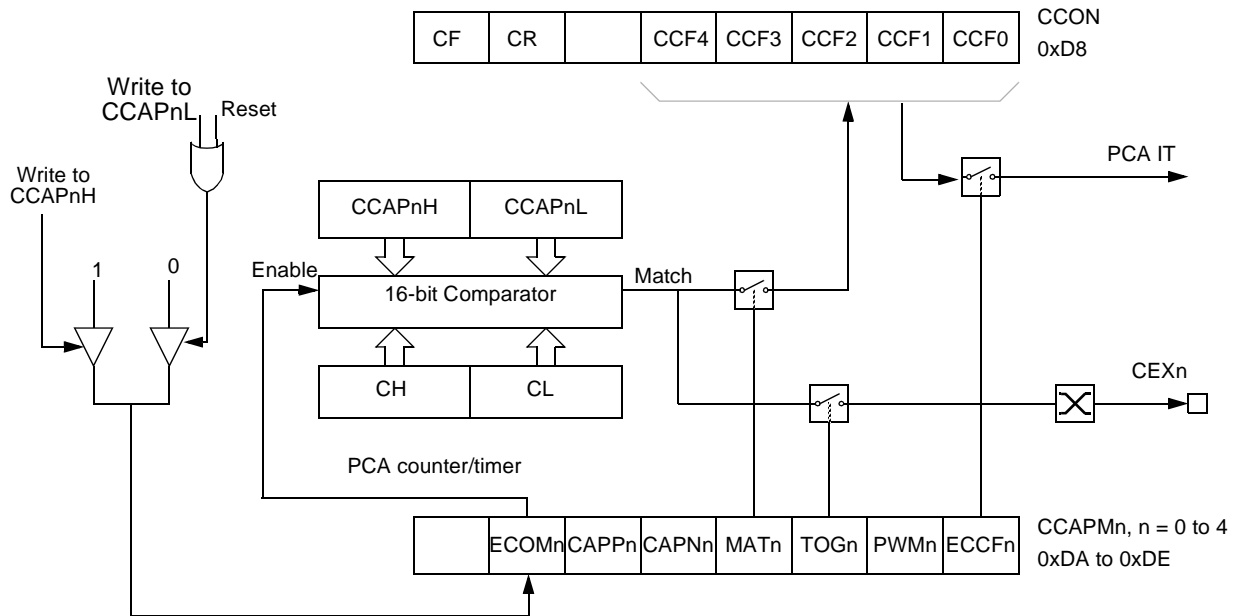 CF CR CCF4 CCF3 CCF2 CCF1 CCF0
CCON
0xD8
Write to
CCAPnL
Reset
Write to
CCAPnH
PCA IT
CCAPnH CCAPnL
Enable
1 0
16-bit Comparator
Match
CH CL
CEXn
PCA counter/timer
ECOMn CAPPn CAPNn MATn TOGn PWMn ECCFn
CCAPMn, n = 0 to 4
0xDA to 0xDE